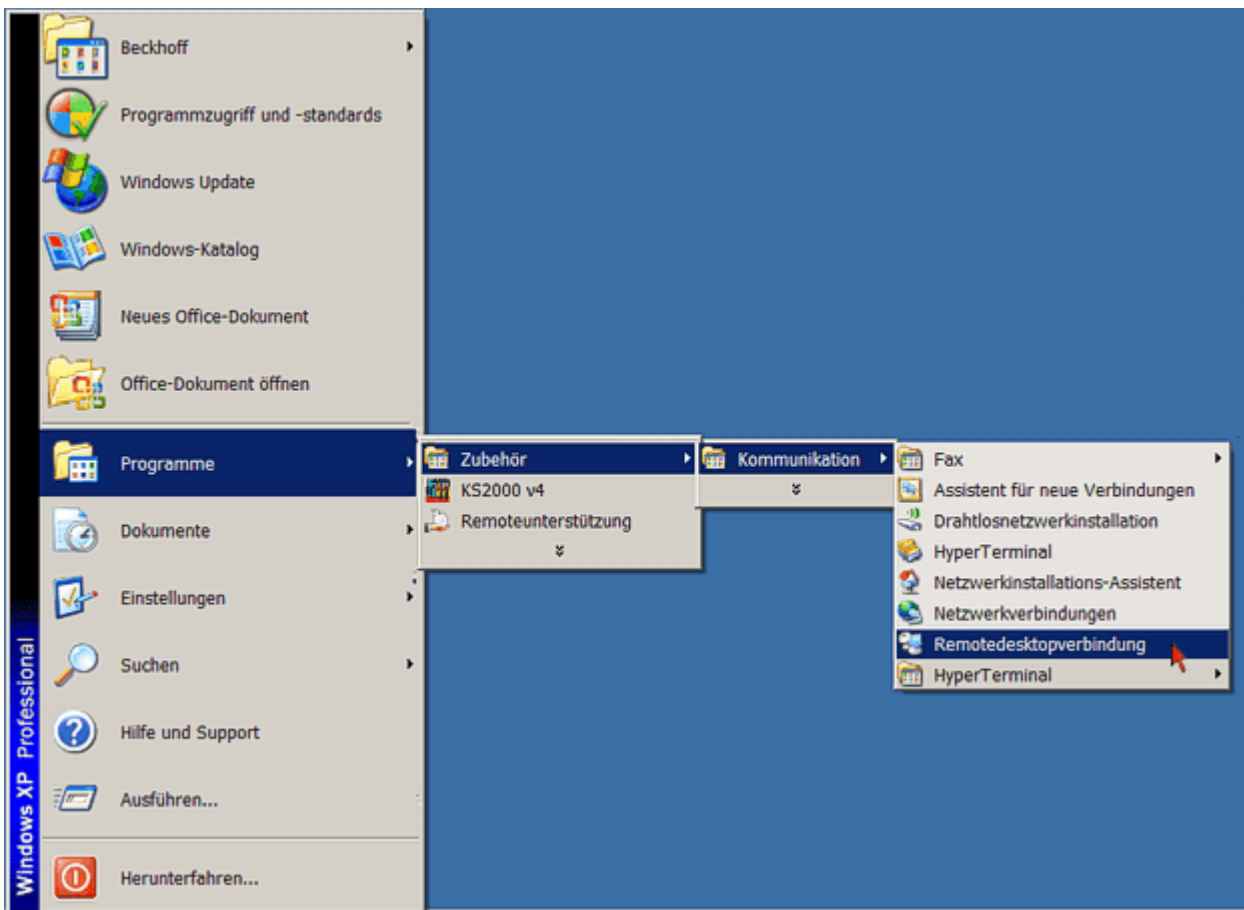 Beckhoff
Programmzugriff und -standards
Windows Update
Windows-Katalog
Neues Office-Dokument
Office-Dokument öffnen
Programme
Dokumente
Einstellungen
Suchen
Hilfe und Support
Ausführen...
Herunterfahren...
Windows XP Professional
Zubehör
KS2000 v4
Remoteunterstützung
Kommunikation
Fax
Assistent für neue Verbindungen
Drahtlosnetzwerkinstallation
HyperTerminal
Netzwerkinstallations-Assistent
Netzwerkverbindungen
Remotedesktopverbindung
HyperTerminal